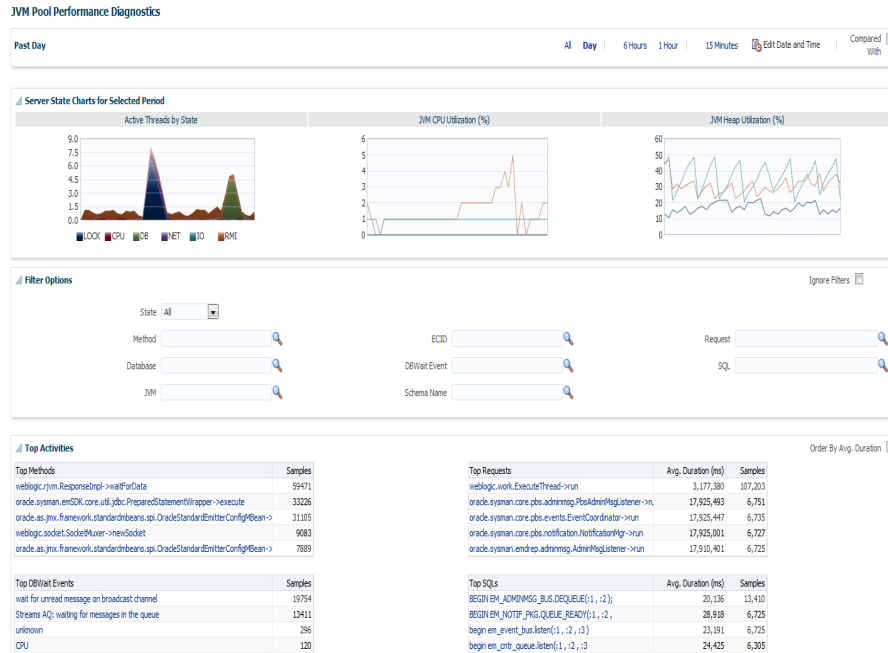 JVM Pool Performance Diagnostics
Past Day
All Day 6 Hours 1 Hour 15 Minutes Edit Date and Time Compared With
Server State Charts for Selected Period
Active Threads by State
JVM CPU Utilization (%)
JVM Heap Utilization (%)
9.0
7.5
6.0
4.5
3.0
1.5
0.0
LOCK CPU DB NET IO RMI
6
5
4
3
2
1
0
60
50
40
30
20
10
0
Filter Options
Ignore Filters
State All
Method ECID Request
Database DBWait Event SQL
JVM Schema Name
Top Activities
Order By Avg. Duration
Top Methods Samples
weblogic.rjvm.ResponseImpl->waitForData 59471
oracle.sysman.emSDK.core.util.jdbc.PreparedStatementWrapper->execute 33226
oracle.as.jmx.framework.standardmbeans.spi.OracleStandardEmitterConfigMBean-> 31105
weblogic.socket.SocketMuxer->newSocket 9083
oracle.as.jmx.framework.standardmbeans.spi.OracleStandardEmitterConfigMBean-> 7889
Top Requests Avg. Duration (ms) Samples
weblogic.work.ExecuteThread->run 3,177,380 107,203
oracle.sysman.core.pbs.adminmsg.PbsAdminMsgListener->ru 17,925,493 6,751
oracle.sysman.core.pbs.events.EventCoordinator->run 17,925,447 6,735
oracle.sysman.core.pbs.notification.NotificationMgr->run 17,925,001 6,727
oracle.sysman.emdrep.adminmsg.AdminMsgListener->run 17,910,401 6,725
Top DBWait Events Samples
wait for unread message on broadcast channel 19754
Streams AQ: waiting for messages in the queue 13411
unknown 296
CPU 120
Top SQLs Avg. Duration (ms) Samples
BEGIN EM_ADMINMSG_BUS.DEQUEUE(:1 , :2 ); 20,136 13,410
BEGIN EM_NOTIF_PKG.QUEUE_READY(:1 , :2 , 28,918 6,725
begin em_event_bus.listen(:1 , :2 , :3 ) 23,191 6,725
begin em_cntr_queue.listen(:1 , :2 , :3 24,425 6,305